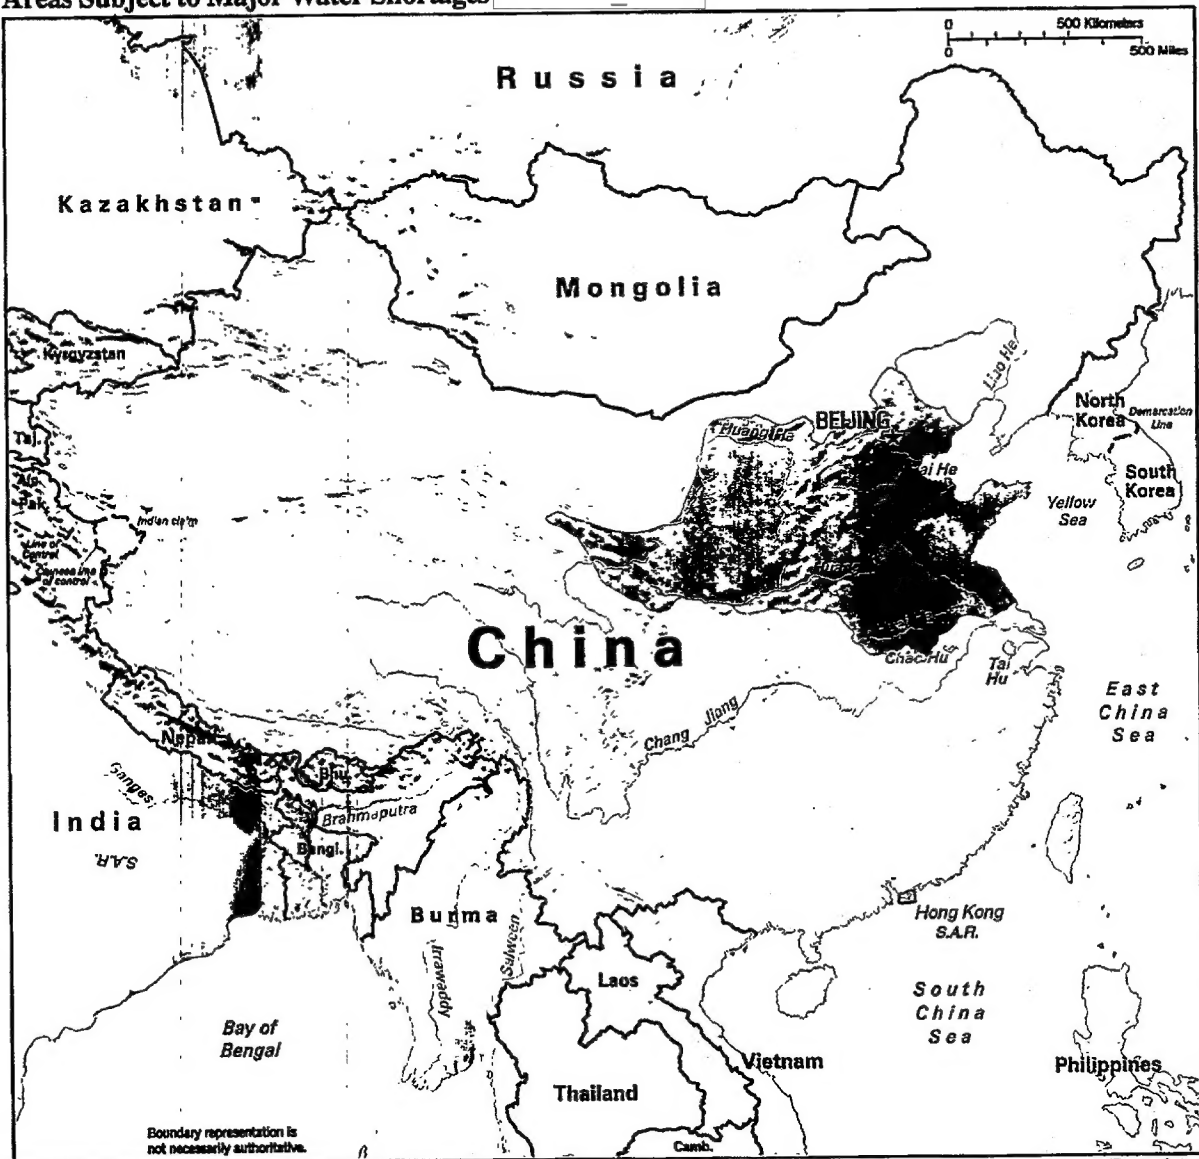 Areas Subject to Major Water Shortages
0 500 Kilometers
0 500 Miles
Russia
Kazakhstan
Mongolia
Kyrgyzstan
Liao He
North
Korea
Demarcation
Line
BEIJING
Huang He
Taj.
South
Korea
Yellow
Sea
Indian claim
Line of
Control
Chinese line
of control
China
Chao Hu
Tai
Hu
East
China
Sea
Chang Jiang
Nepal
Bhu.
Ganges
Brahmaputra
India
S.A.R.
Bangl.
Burma
Hong Kong
S.A.R.
Irrawaddy
Salween
Laos
South
China
Sea
Bay of
Bengal
Vietnam
Philippines
Thailand
Boundary representation is
not necessarily authoritative.
Camb.